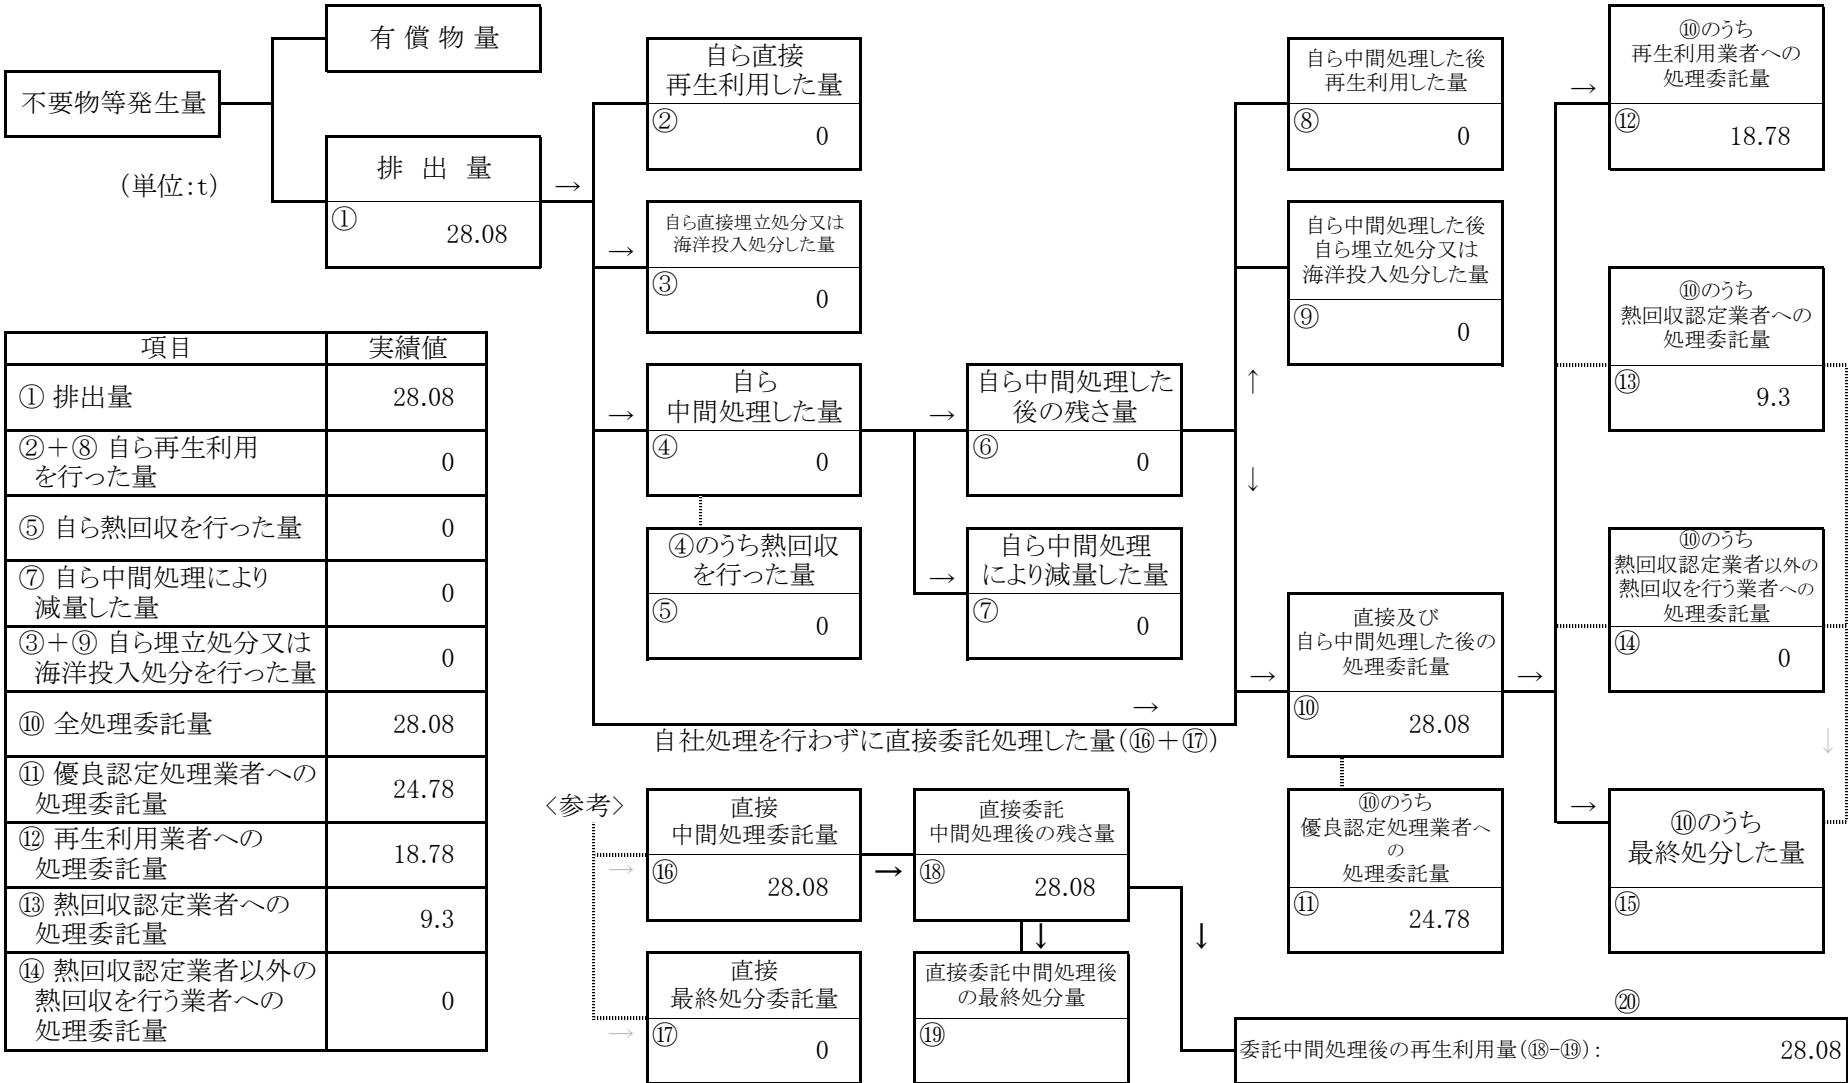 不要物等発生量
有 償 物 量
排 出 量
①
28.08
(単位:t)
→
自ら直接
再生利用した量
②
0
→
自ら直接埋立処分又は
海洋投入処分した量
③
0
→
自ら
中間処理した量
④
0
④のうち熱回収
を行った量
⑤
0
→
自ら中間処理した
後の残さ量
⑥
0
→
自ら中間処理
により減量した量
⑦
0
↑
↓
自ら中間処理した後
再生利用した量
⑧
0
自ら中間処理した後
自ら埋立処分又は
海洋投入処分した量
⑨
0
→
自社処理を行わずに直接委託処理した量(⑯+⑰)
→
直接及び
自ら中間処理した後の
処理委託量
⑩
28.08
⑩のうち
優良認定処理業者へ
の
処理委託量
⑪
24.78
→
→
⑩のうち
再生利用業者への
処理委託量
⑫
18.78
⑩のうち
熱回収認定業者への
処理委託量
⑬
9.3
⑩のうち
熱回収認定業者以外の
熱回収を行う業者への
処理委託量
⑭
0
↓
→
⑩のうち
最終処分した量
⑮
項目 実績値
① 排出量 28.08
②+⑧ 自ら再生利用
を行った量 0
⑤ 自ら熱回収を行った量 0
⑦ 自ら中間処理により
減量した量 0
③+⑨ 自ら埋立処分又は
海洋投入処分を行った量 0
⑩ 全処理委託量 28.08
⑪ 優良認定処理業者への
処理委託量 24.78
⑫ 再生利用業者への
処理委託量 18.78
⑬ 熱回収認定業者への
処理委託量 9.3
⑭ 熱回収認定業者以外の
熱回収を行う業者への
処理委託量 0
〈参考〉
→
直接
中間処理委託量
⑯
28.08
→
直接委託
中間処理後の残さ量
⑱
28.08
↓
↓
→
直接
最終処分委託量
⑰
0
直接委託中間処理後
の最終処分量
⑲
⑳
委託中間処理後の再生利用量(⑱-⑲): 28.08